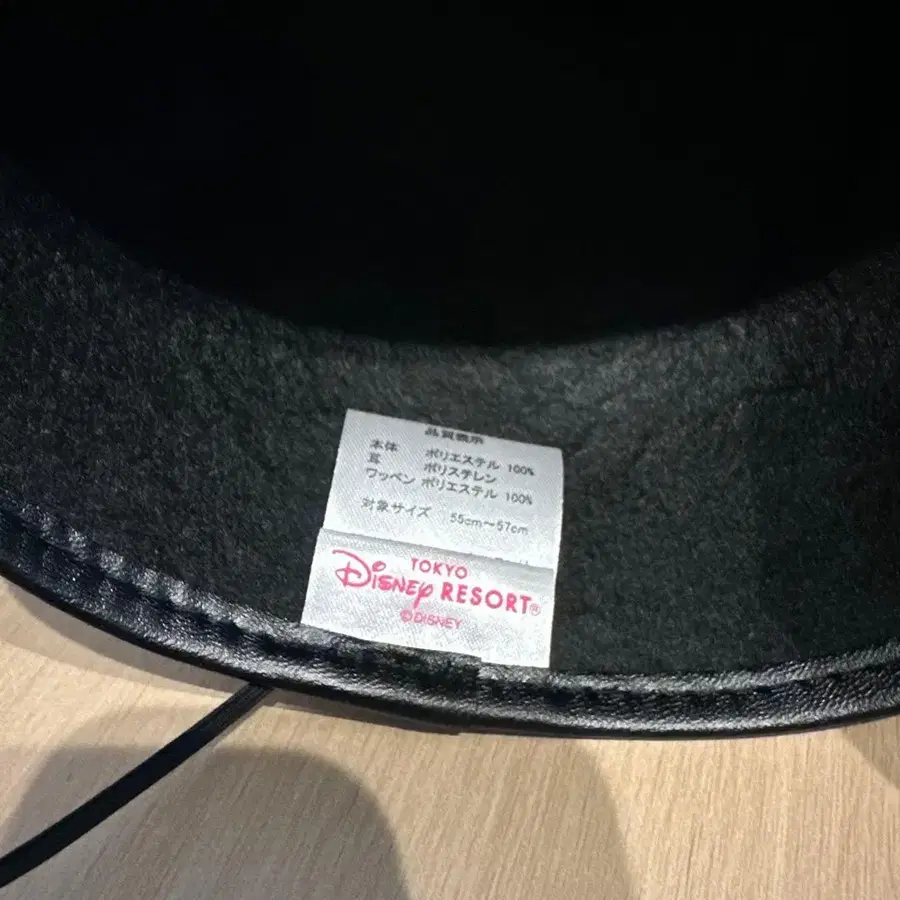 品質表示
本体 ポリエステル 100%
耳 ポリスチレン
ワッペン ポリエステル 100%
対象サイズ 55cm～57cm
TOKYO
DISNEY RESORT®
©DISNEY